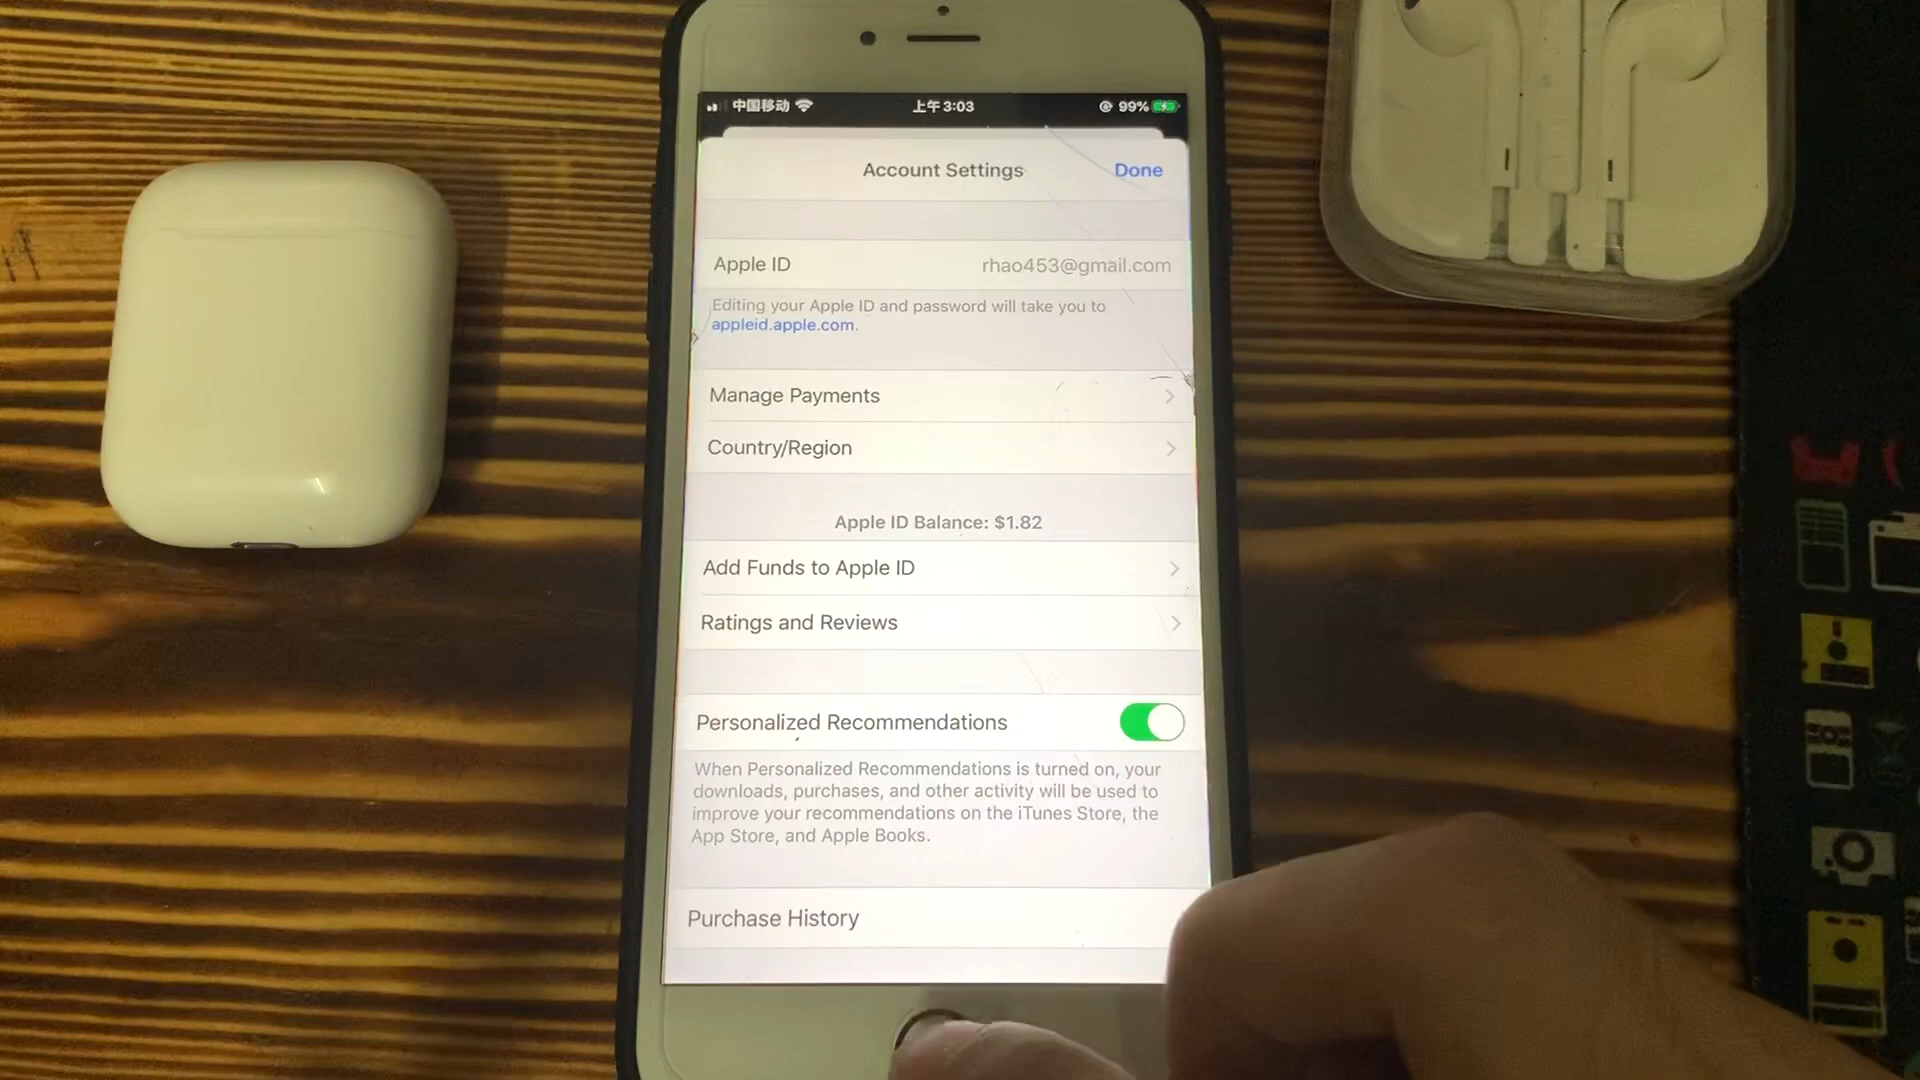 中国移动
上午3:03
99%
Account Settings
Done
Apple ID
rhao453@gmail.com
Editing your Apple ID and password will take you to
appleid.apple.com.
Manage Payments
Country/Region
Apple ID Balance: $1.82
Add Funds to Apple ID
Ratings and Reviews
Personalized Recommendations
When Personalized Recommendations is turned on, your
downloads, purchases, and other activity will be used to
improve your recommendations on the iTunes Store, the
App Store, and Apple Books.
Purchase History